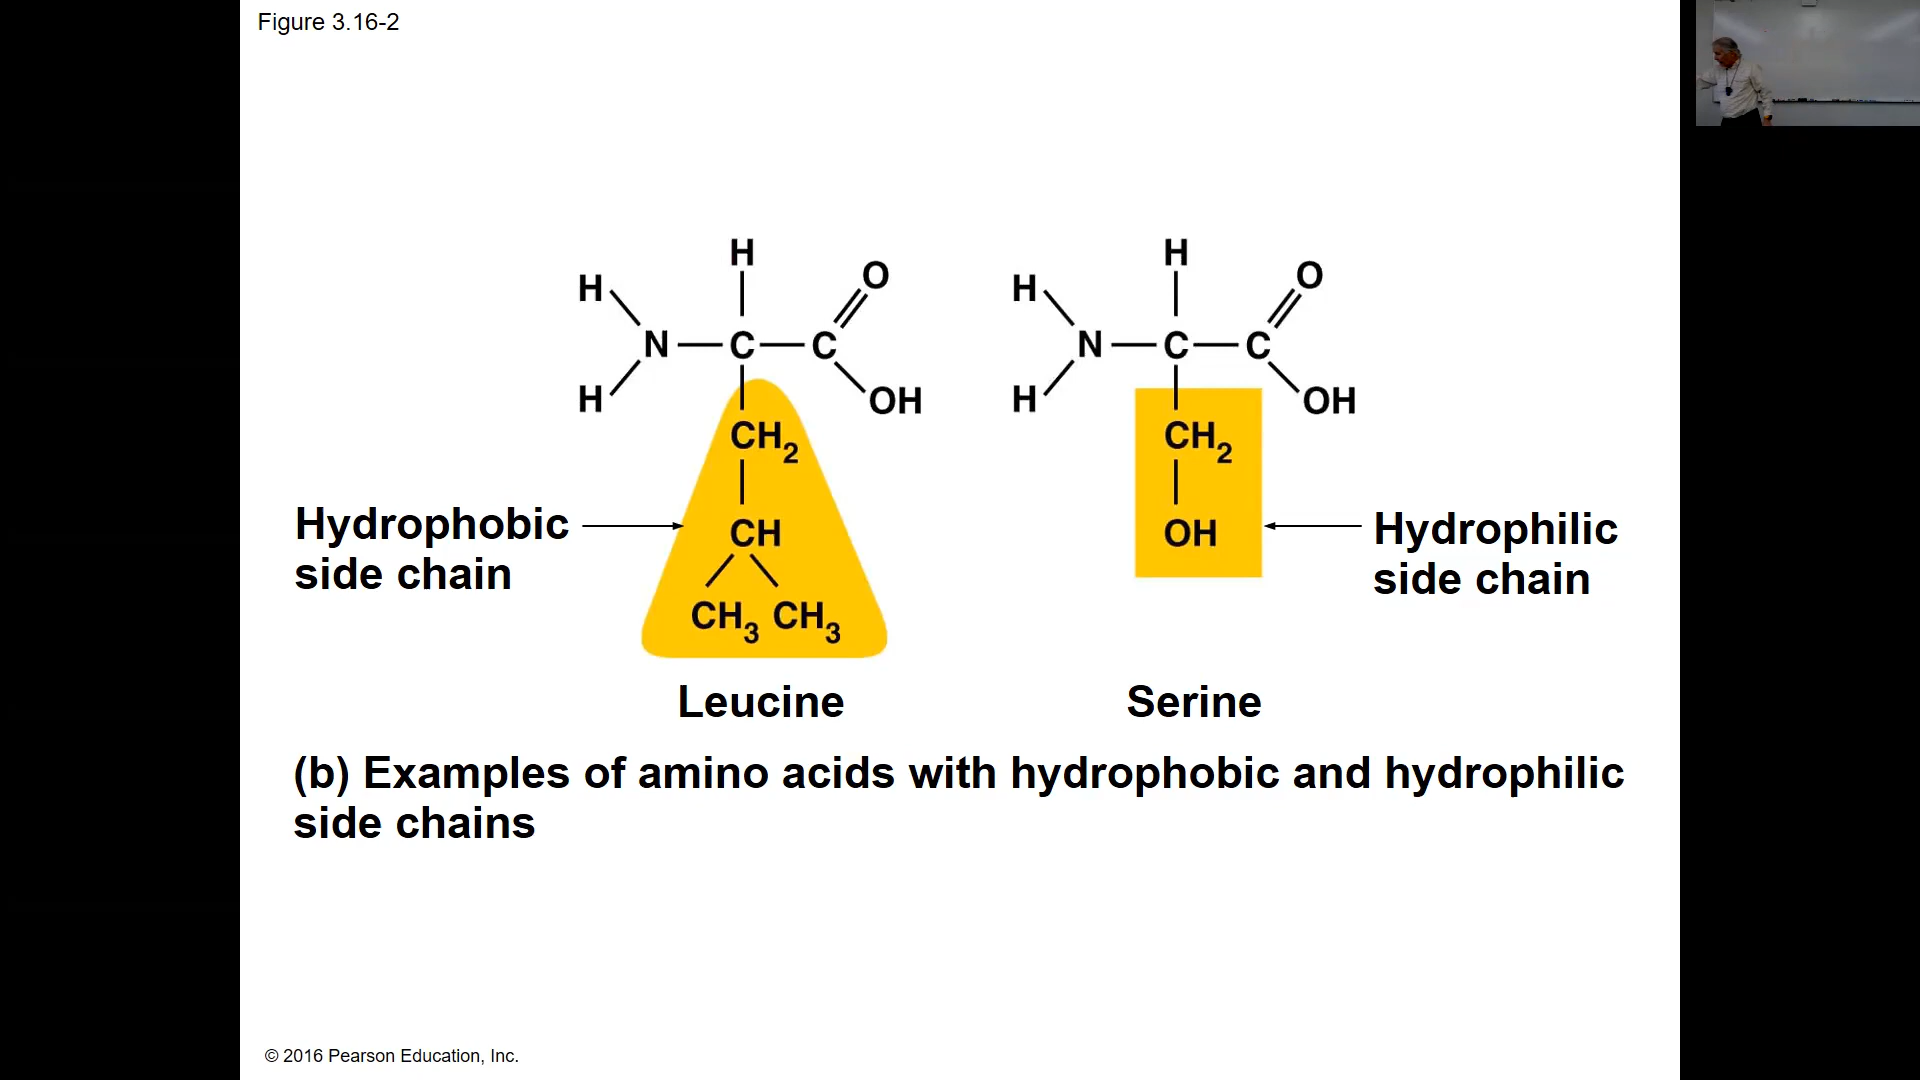 Figure 3.16-2
H
H
O
H
N
C
C
H
OH
CH2
CH
CH3 CH3
Hydrophobic
side chain
Leucine
H
H
O
N
C
C
H
OH
CH2
OH
Hydrophilic
side chain
Serine
(b) Examples of amino acids with hydrophobic and hydrophilic
side chains
© 2016 Pearson Education, Inc.